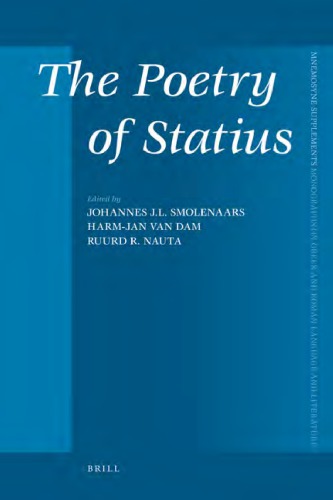 The Poetry
of Statius
Edited by
JOHANNES J.L. SMOLENAARS
HARM-JAN VAN DAM
RUURD R. NAUTA
BRILL
MNEMOSYNE SUPPLEMENTS MONOGRAPHS ON GREEK AND ROMAN LANGUAGE AND LITERATURE